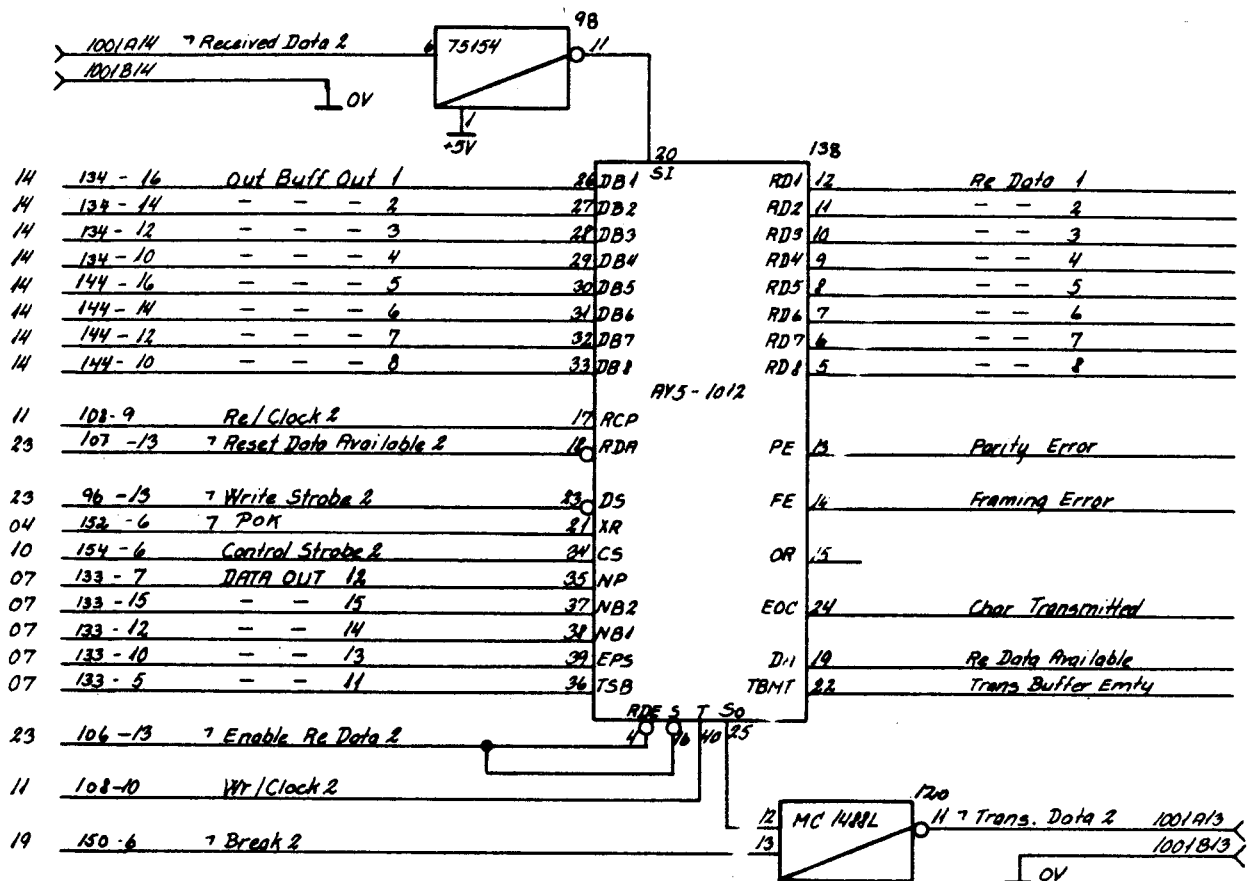 98
1001A14 ¬ Received Data 2 6 75154 11
1001B14
0V
1
+5V
20 138
SI
14 134 - 16 Out Buff Out 1 26 DB1 RD1 12 Re Data 1
14 134 - 14 - - - 2 27 DB2 RD2 11 - - 2
14 134 - 12 - - - 3 28 DB3 RD3 10 - - 3
14 134 - 10 - - - 4 29 DB4 RD4 9 - - 4
14 144 - 16 - - - 5 30 DB5 RD5 8 - - 5
14 144 - 14 - - - 6 31 DB6 RD6 7 - - 6
14 144 - 12 - - - 7 32 DB7 RD7 6 - - 7
14 144 - 10 - - - 8 33 DB8 RD8 5 - - 8
AY5 - 1012
11 108 - 9 Re/Clock 2 17 RCP
23 107 - 13 ¬ Reset Data Available 2 18 RDA PE 13 Parity Error
23 96 - 13 ¬ Write Strobe 2 23 DS FE 14 Framing Error
04 152 - 6 ¬ POK 21 XR
10 154 - 6 Control Strobe 2 34 CS OR 15
07 133 - 7 DATA OUT 12 35 NP
07 133 - 15 - - 15 37 NB2 EOC 24 Char Transmitted
07 133 - 12 - - 14 38 NB1
07 133 - 10 - - 13 39 EPS DA 19 Re Data Available
07 133 - 5 - - 11 36 TSB TBMT 22 Trans Buffer Emty
RDE S T So
23 106 - 13 ¬ Enable Re Data 2 4 16 40 25
11 108-10 Wr/Clock 2
120
12 MC 1488L 11 ¬ Trans. Data 2 1001A13
19 150 - 6 ¬ Break 2 13 1001B13
0V